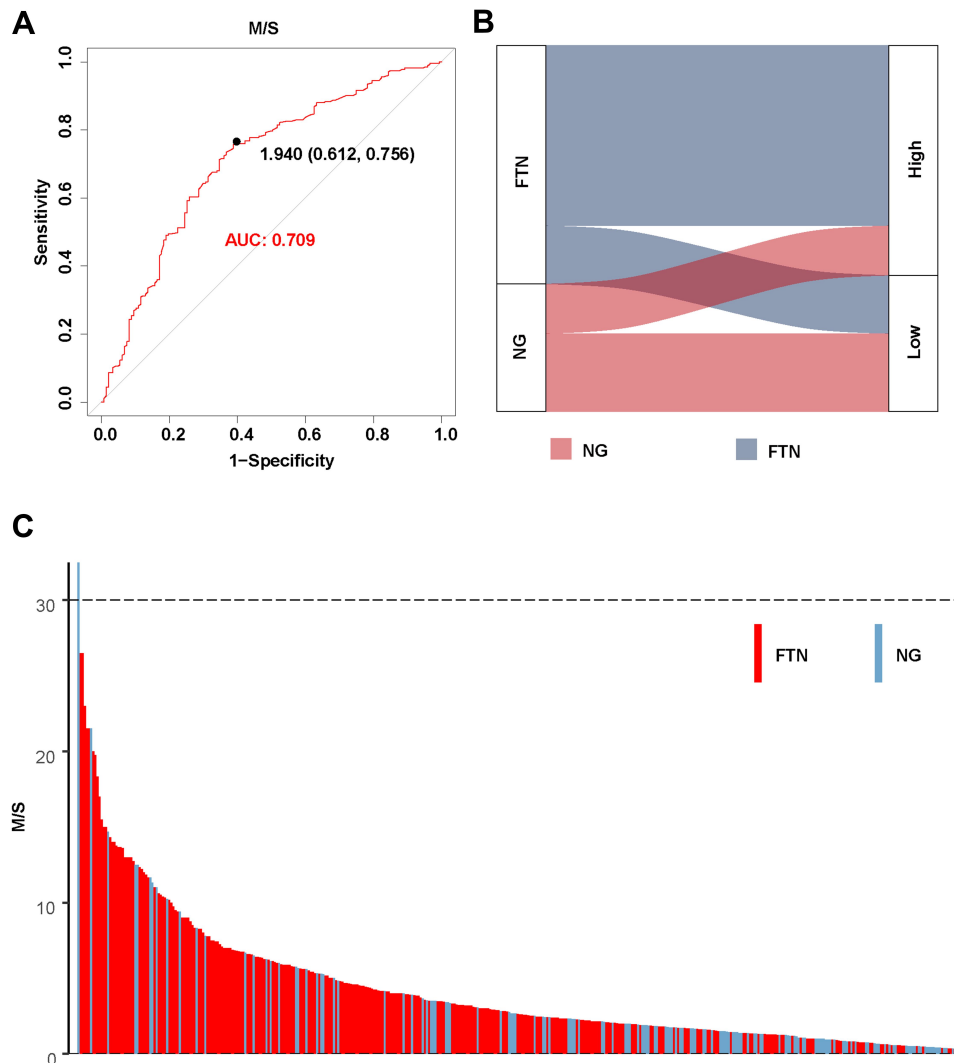 A
M/S
1.0
0.8
0.6
0.4
0.2
0.0
Sensitivity
1.940 (0.612, 0.756)
AUC: 0.709
0.0 0.2 0.4 0.6 0.8 1.0
1−Specificity
B
FTN
NG
High
Low
NG
FTN
C
30
20
10
0
M/S
FTN
NG